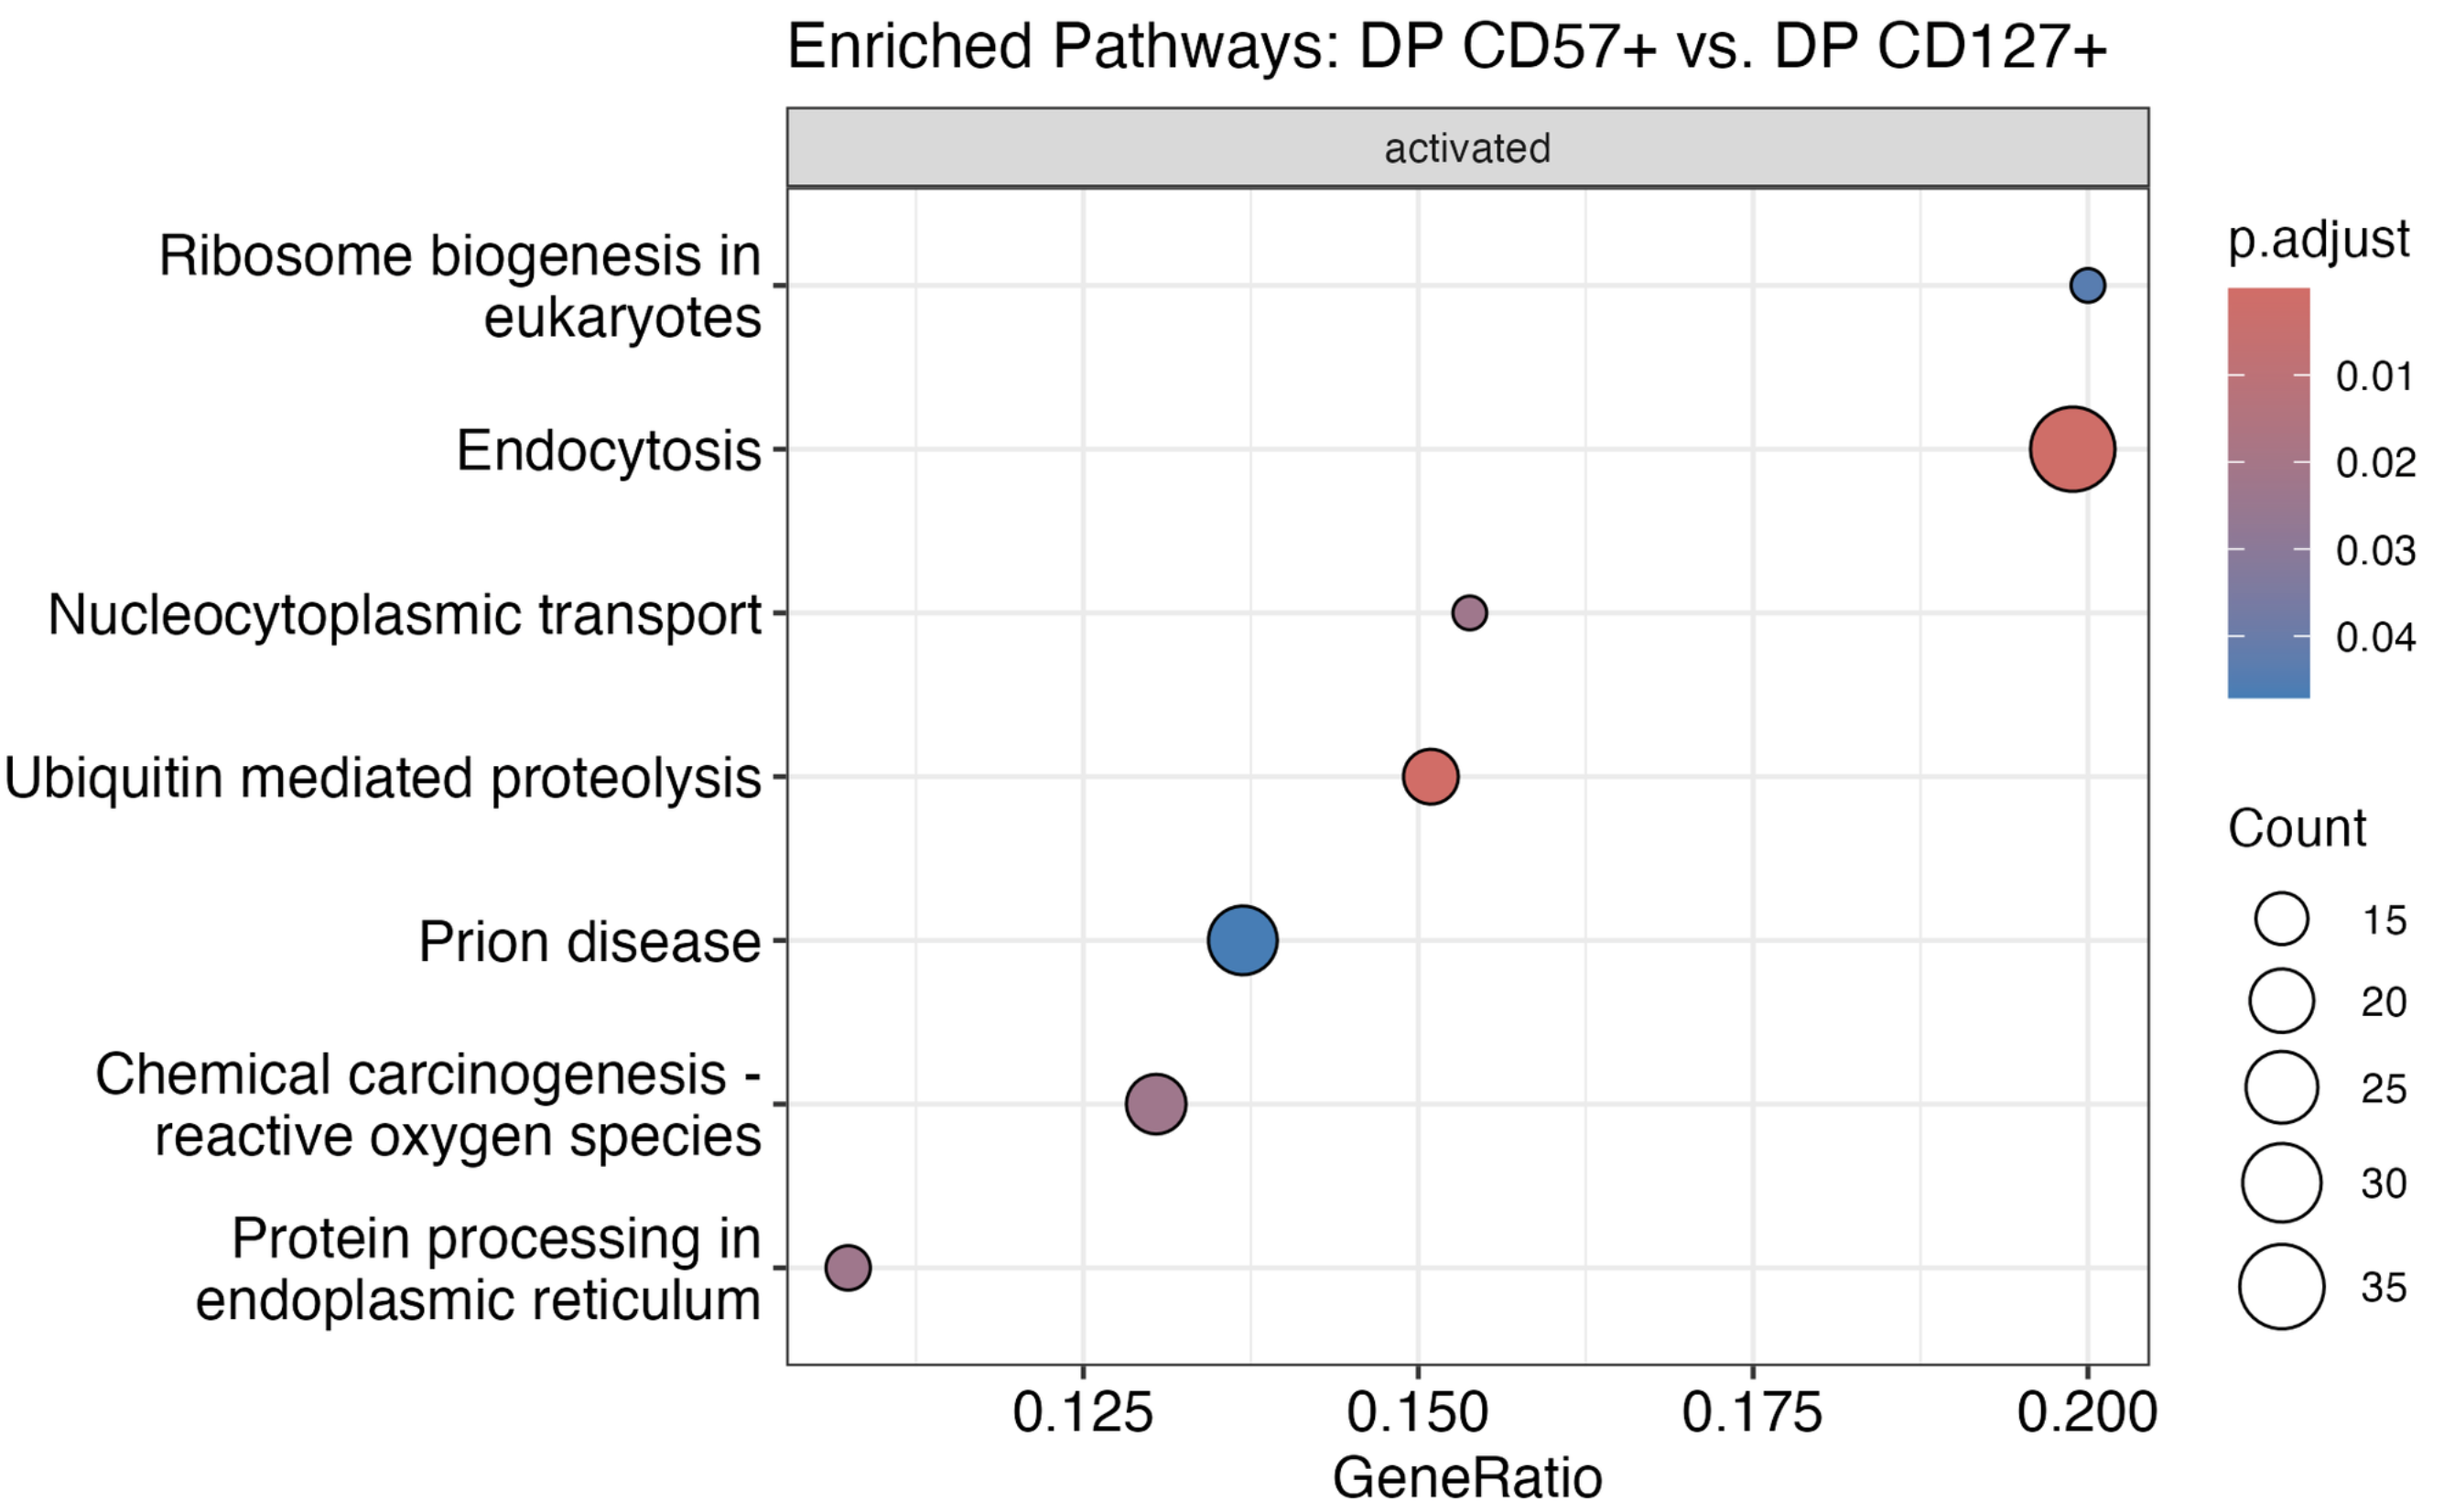 Enriched Pathways: DP CD57+ vs. DP CD127+
activated
Ribosome biogenesis in
eukaryotes
Endocytosis
Nucleocytoplasmic transport
Ubiquitin mediated proteolysis
Prion disease
Chemical carcinogenesis -
reactive oxygen species
Protein processing in
endoplasmic reticulum
0.125 0.150 0.175 0.200
GeneRatio
p.adjust
0.01
0.02
0.03
0.04
Count
15
20
25
30
35